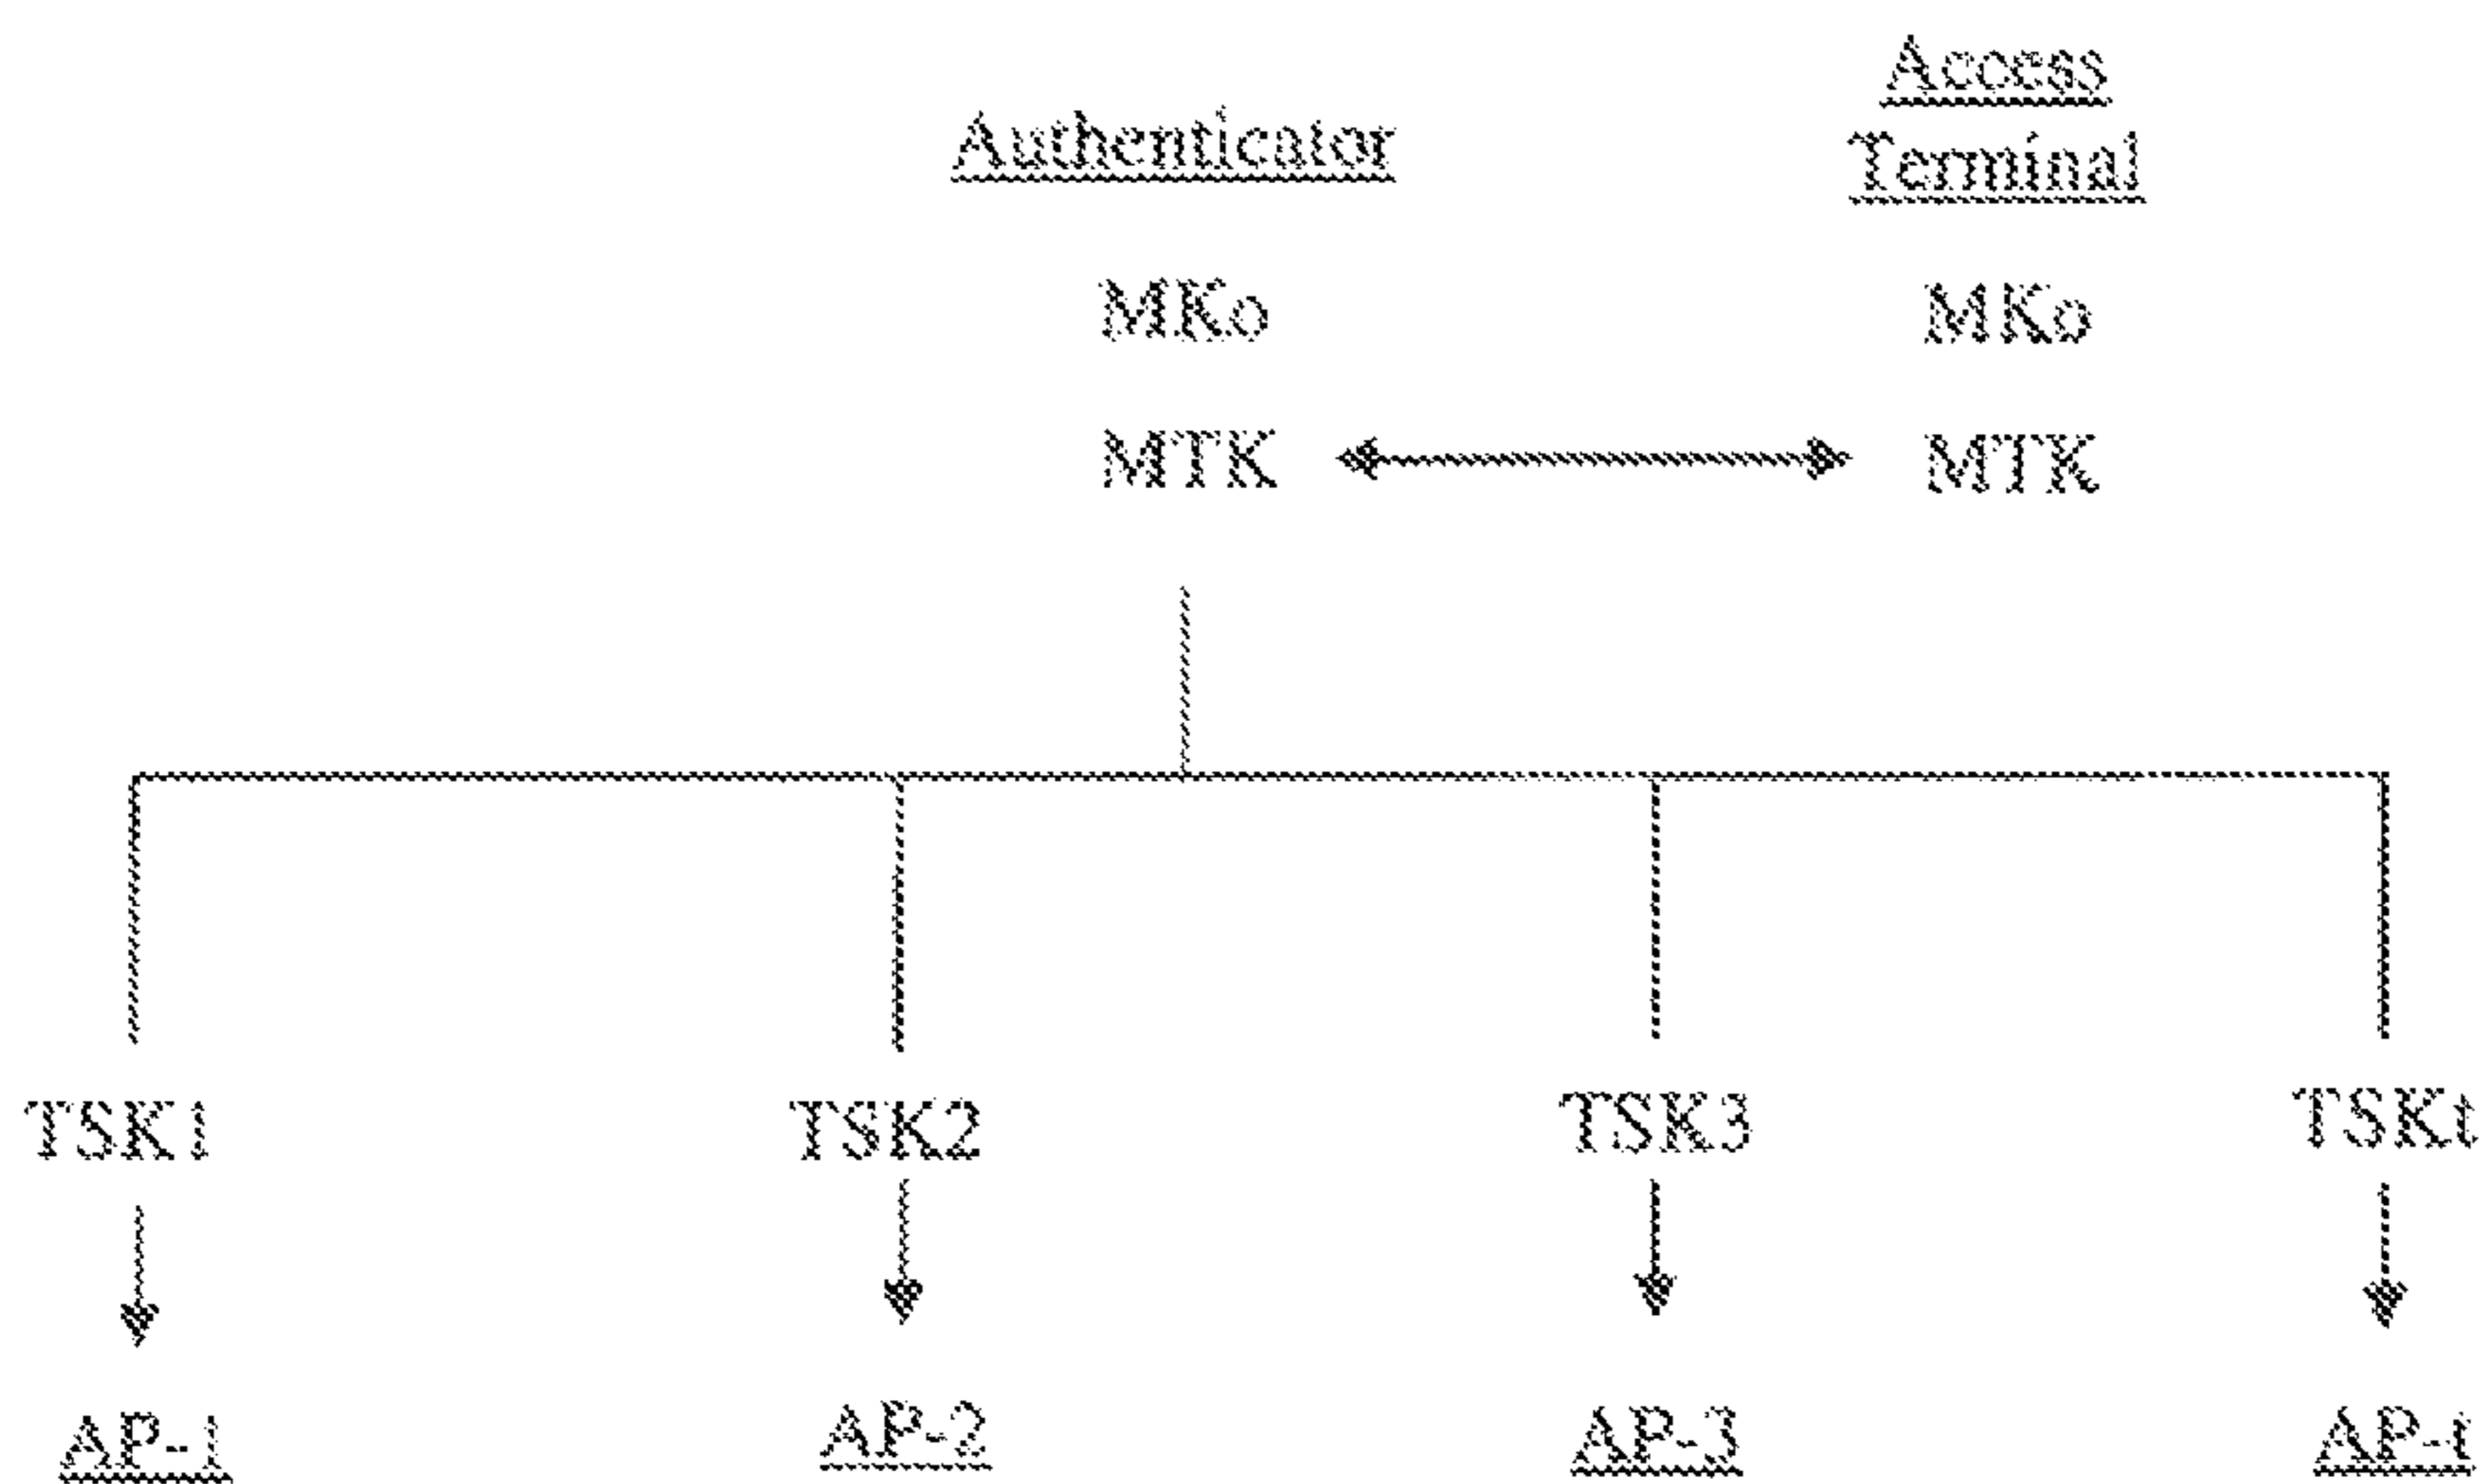 Access
Authenticator
Terminal
MKo
MKo
MTK
MTK
TSK1
TSK2
TSK3
TSKt
AP-1
AP-2
AP-3
AP-t